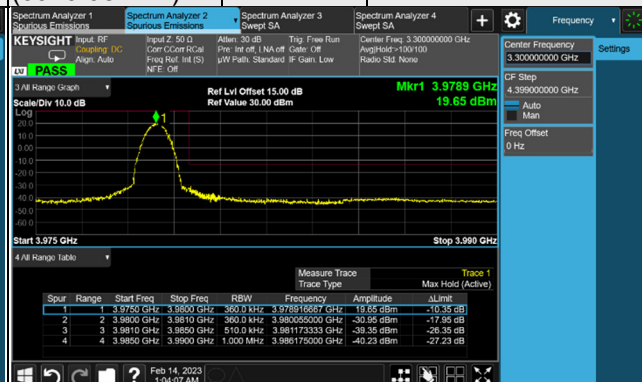 Spectrum Analyzer 1
Spurious Emissions
Spectrum Analyzer 2
Spurious Emissions
Spectrum Analyzer 3
Swept SA
Spectrum Analyzer 4
Swept SA
+
Frequency
KEYSIGHT
Input: RF
Coupling: DC
Align: Auto
Input Z: 50 Ω
Corr CCorr RCal
Freq Ref: Int (S)
NFE: Off
Atten: 30 dB
Pre: Int off, LNA off
µW Path: Standard
Trig: Free Run
Gate: Off
IF Gain: Low
Center Freq: 3.300000000 GHz
Avg|Hold:>100/100
Radio Std: None
LXI
PASS
Center Frequency
3.300000000 GHz
Settings
CF Step
4.399000000 GHz
Auto
Man
Freq Offset
0 Hz
3 All Range Graph
Scale/Div 10.0 dB
Ref Lvl Offset 15.00 dB
Ref Value 30.00 dBm
Mkr1 3.9789 GHz
19.65 dBm
Log
20.0
10.0
0.00
-10.0
-20.0
-30.0
-40.0
-50.0
-60.0
1
Start 3.975 GHz
Stop 3.990 GHz
4 All Range Table
Measure Trace Trace 1
Trace Type Max Hold (Active)
Spur Range Start Freq Stop Freq RBW Frequency Amplitude ΔLimit
1 1 3.9750 GHz 3.9800 GHz 360.0 kHz 3.978916667 GHz 19.65 dBm -10.35 dB
2 2 3.9800 GHz 3.9810 GHz 360.0 kHz 3.980055000 GHz -30.95 dBm -17.95 dB
3 3 3.9810 GHz 3.9850 GHz 510.0 kHz 3.981173333 GHz -39.35 dBm -26.35 dB
4 4 3.9850 GHz 3.9900 GHz 1.000 MHz 3.986175000 GHz -40.23 dBm -27.23 dB
?
Feb 14, 2023
1:04:07 AM